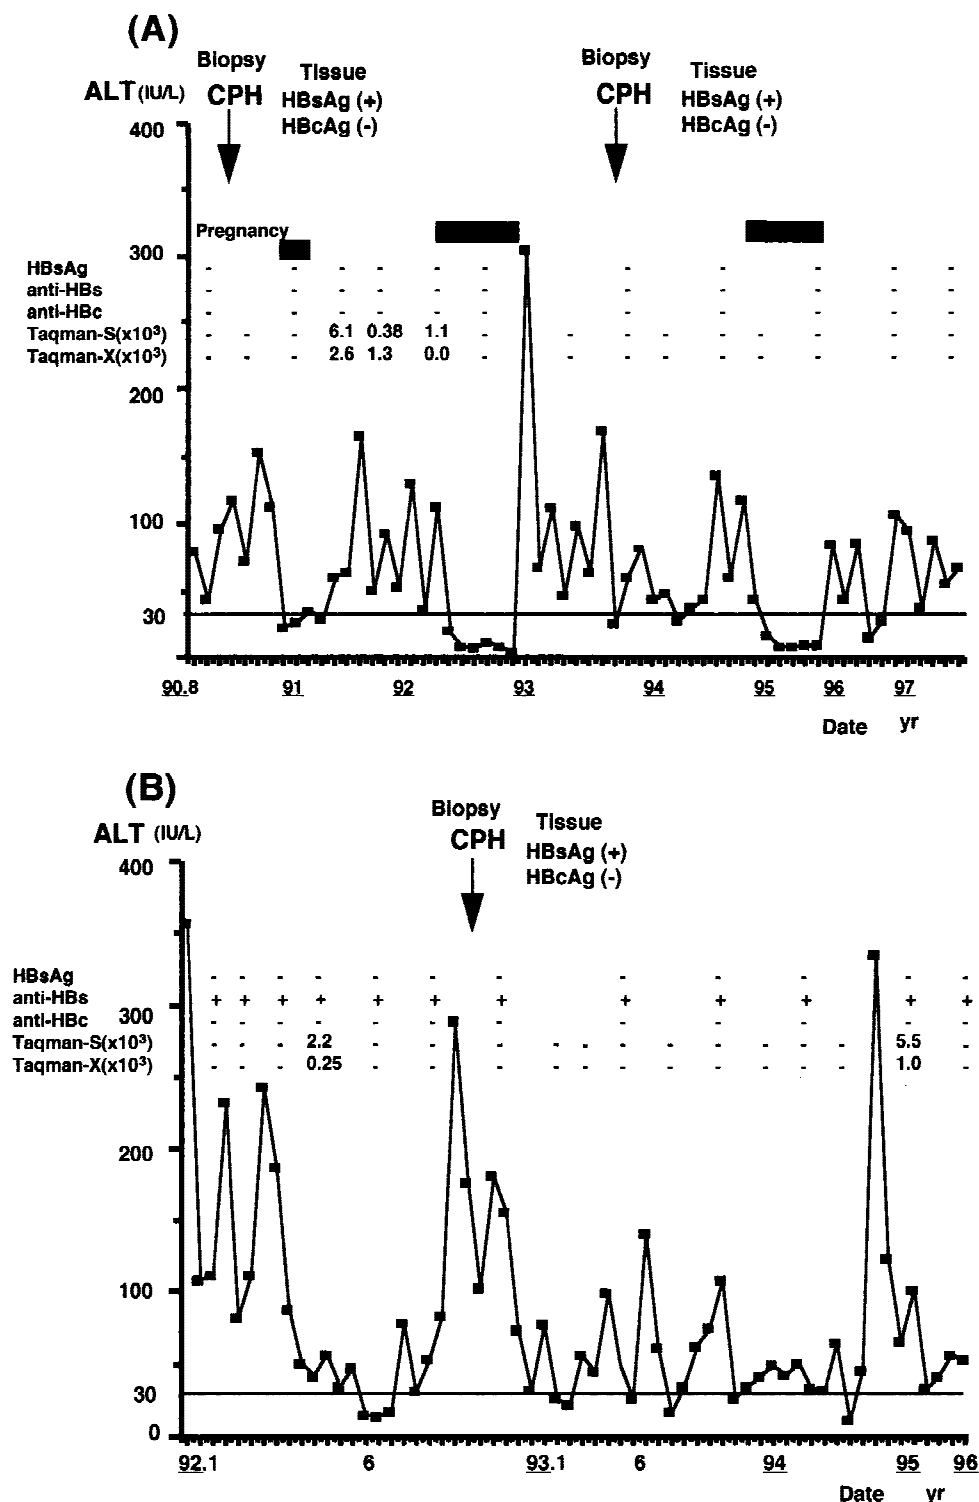 (A)
Biopsy
Tissue
ALT (IU/L) CPH HBsAg (+)
HBcAg (-)
Biopsy
Tissue
CPH HBsAg (+)
HBcAg (-)
400
Pregnancy
300
HBsAg - - - - - - - - - -
anti-HBs - - - - - - - - - -
anti-HBc - - - - - - - - - -
Taqman-S(x10³) - - - 6.1 0.38 1.1 - - - - - - -
Taqman-X(x10³) - - - 2.6 1.3 0.0 - - - - - - -
200
100
30
90.8 91 92 93 94 95 96 97
Date yr
(B)
Biopsy
Tissue
ALT (IU/L) CPH HBsAg (+)
HBcAg (-)
400
HBsAg - - - - - - - - - - - -
anti-HBs + + + + + + + + + + + +
300
anti-HBc - - - - - - - - - - - -
Taqman-S(x10³) - - - 2.2 - - - - - - - - - - - - 5.5 -
Taqman-X(x10³) - - - 0.25 - - - - - - - - - - - - 1.0 -
200
100
30
0
92.1 6 93.1 6 94 95 96
Date yr